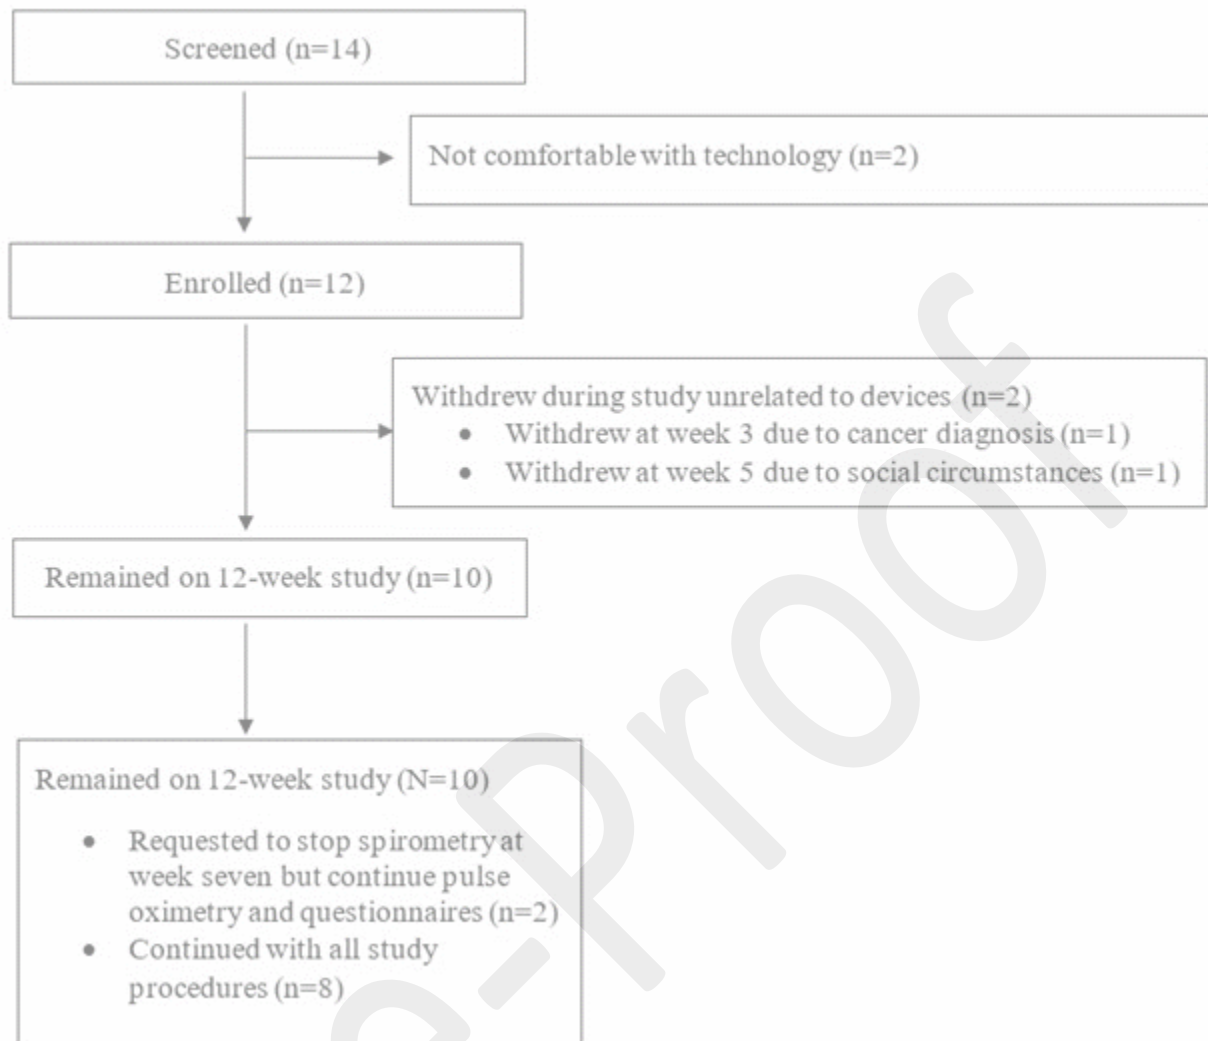 Screened (n=14)
Not comfortable with technology (n=2)
Enrolled (n=12)
Withdrew during study unrelated to devices (n=2)
• Withdrew at week 3 due to cancer diagnosis (n=1)
• Withdrew at week 5 due to social circumstances (n=1)
Remained on 12-week study (n=10)
Remained on 12-week study (N=10)
• Requested to stop spirometry at
week seven but continue pulse
oximetry and questionnaires (n=2)
• Continued with all study
procedures (n=8)
e-Proof